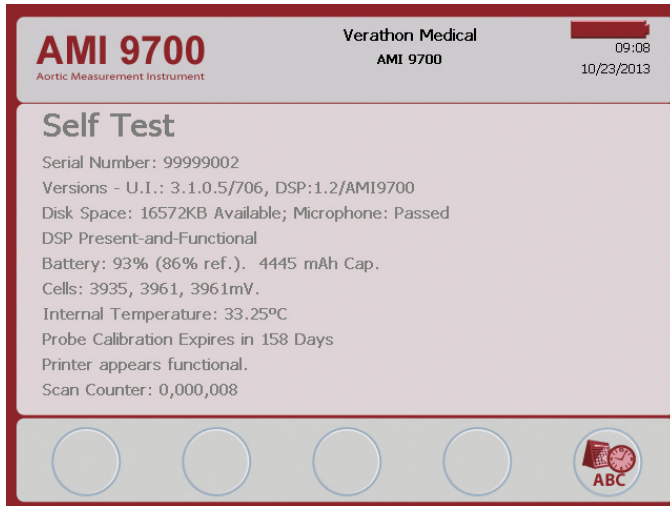 AMI 9700
Aortic Measurement Instrument
Verathon Medical
AMI 9700
09:08
10/23/2013
Self Test
Serial Number: 99999002
Versions - U.I.: 3.1.0.5/706, DSP:1.2/AMI9700
Disk Space: 16572KB Available; Microphone: Passed
DSP Present-and-Functional
Battery: 93% (86% ref.).  4445 mAh Cap.
Cells: 3935, 3961, 3961mV.
Internal Temperature: 33.25ºC
Probe Calibration Expires in 158 Days
Printer appears functional.
Scan Counter: 0,000,008
ABC